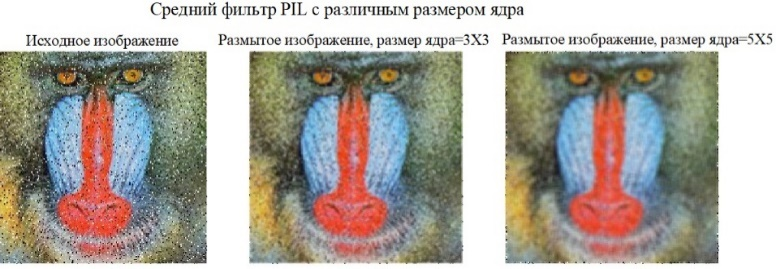 Средний фильтр PIL с различным размером ядра
Исходное изображение
Размытое изображение, размер ядра=3X3
Размытое изображение, размер ядра=5X5